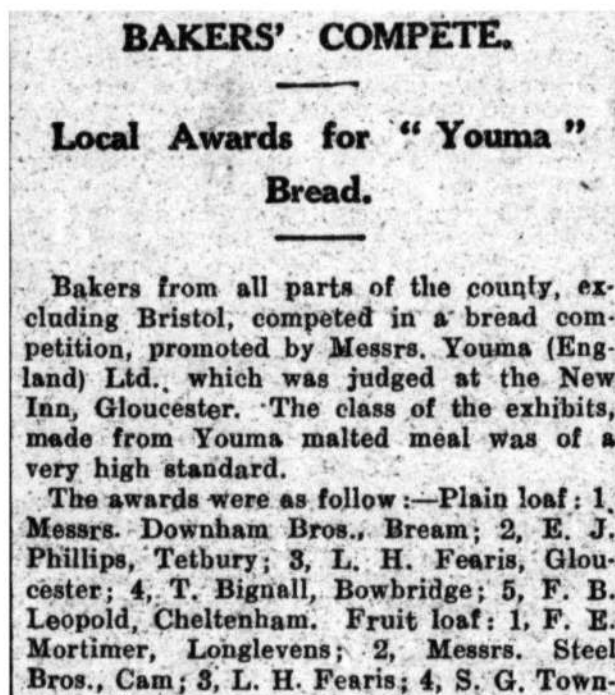 BAKERS' COMPETE.
Local Awards for “ Youma ”
Bread.
Bakers from all parts of the county, ex-
cluding Bristol, competed in a bread com-
petition, promoted by Messrs. Youma (Eng-
land) Ltd., which was judged at the New
Inn, Gloucester. The class of the exhibits,
made from Youma malted meal was of a
very high standard.
The awards were as follow :—Plain loaf : 1,
Messrs. Downham Bros., Bream; 2, E. J.
Phillips, Tetbury; 3, L. H. Fearis, Glou-
cester; 4, T. Bignall, Bowbridge; 5, F. B.
Leopold, Cheltenham. Fruit loaf : 1, F. E.
Mortimer, Longlevens; 2, Messrs. Steel
Bros., Cam; 3, L. H. Fearis; 4, S. G. Town